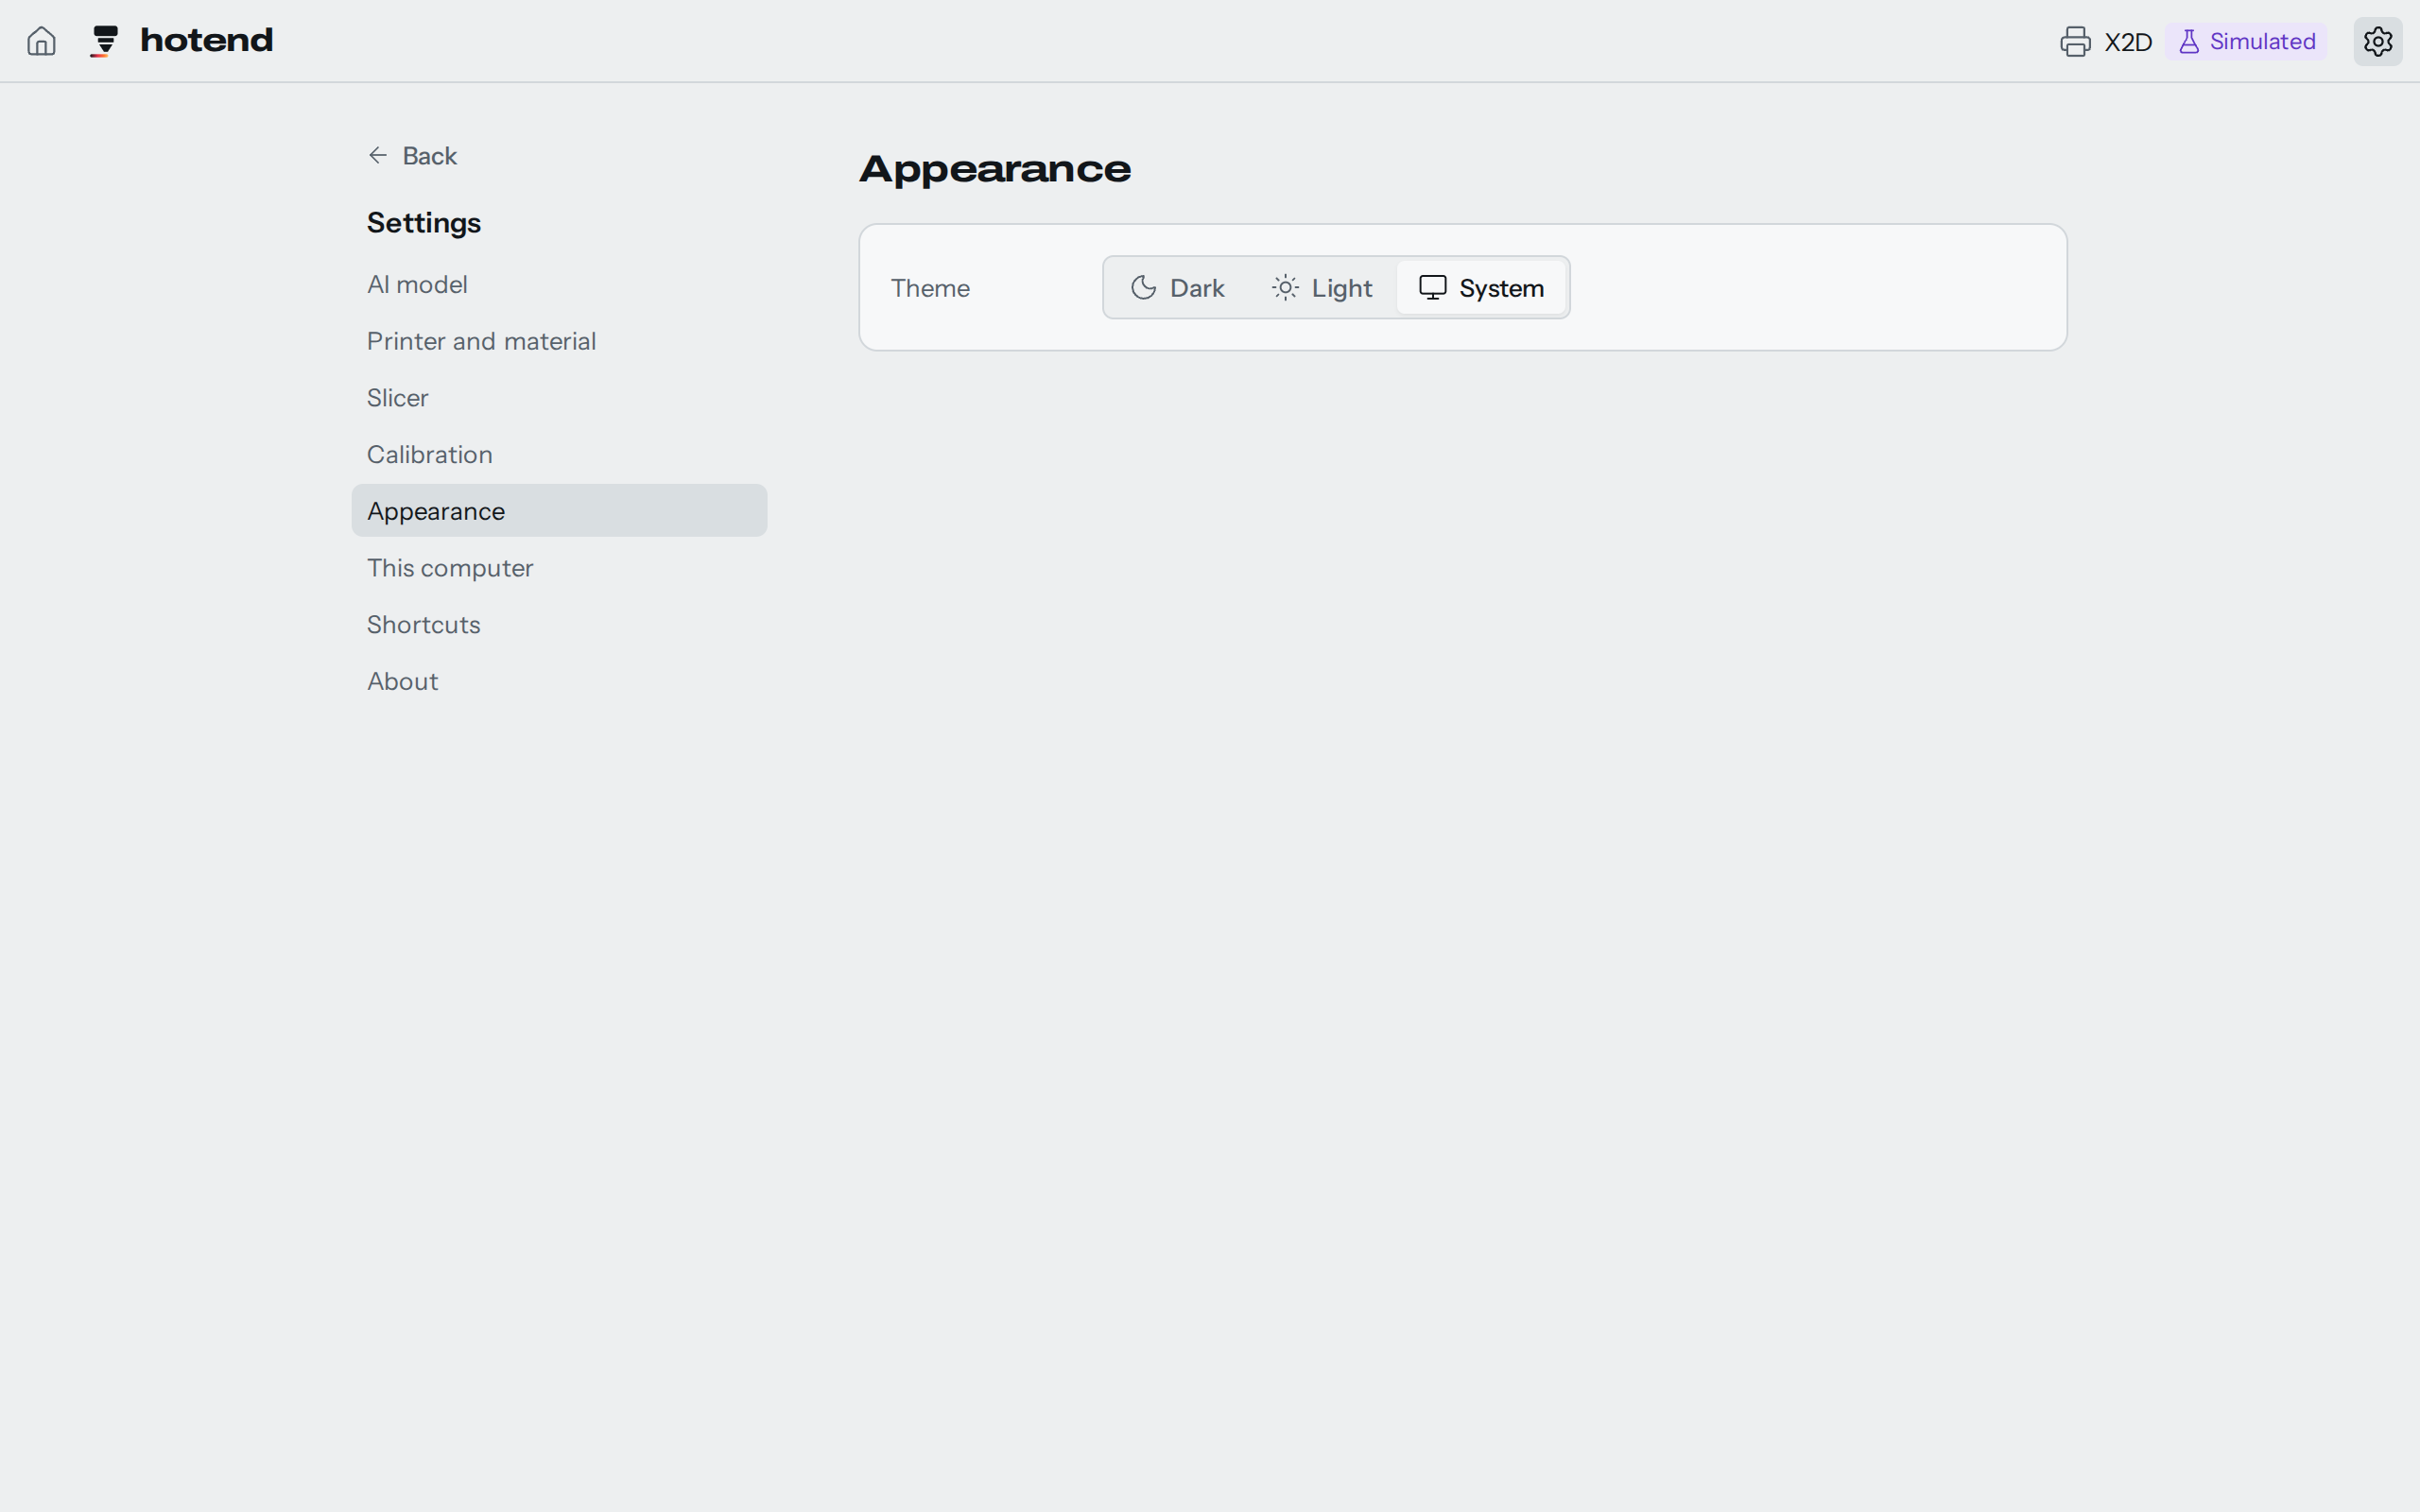 hotend
X2D Simulated
Back
Settings
AI model
Printer and material
Slicer
Calibration
Appearance
This computer
Shortcuts
About
Appearance
Theme Dark Light System